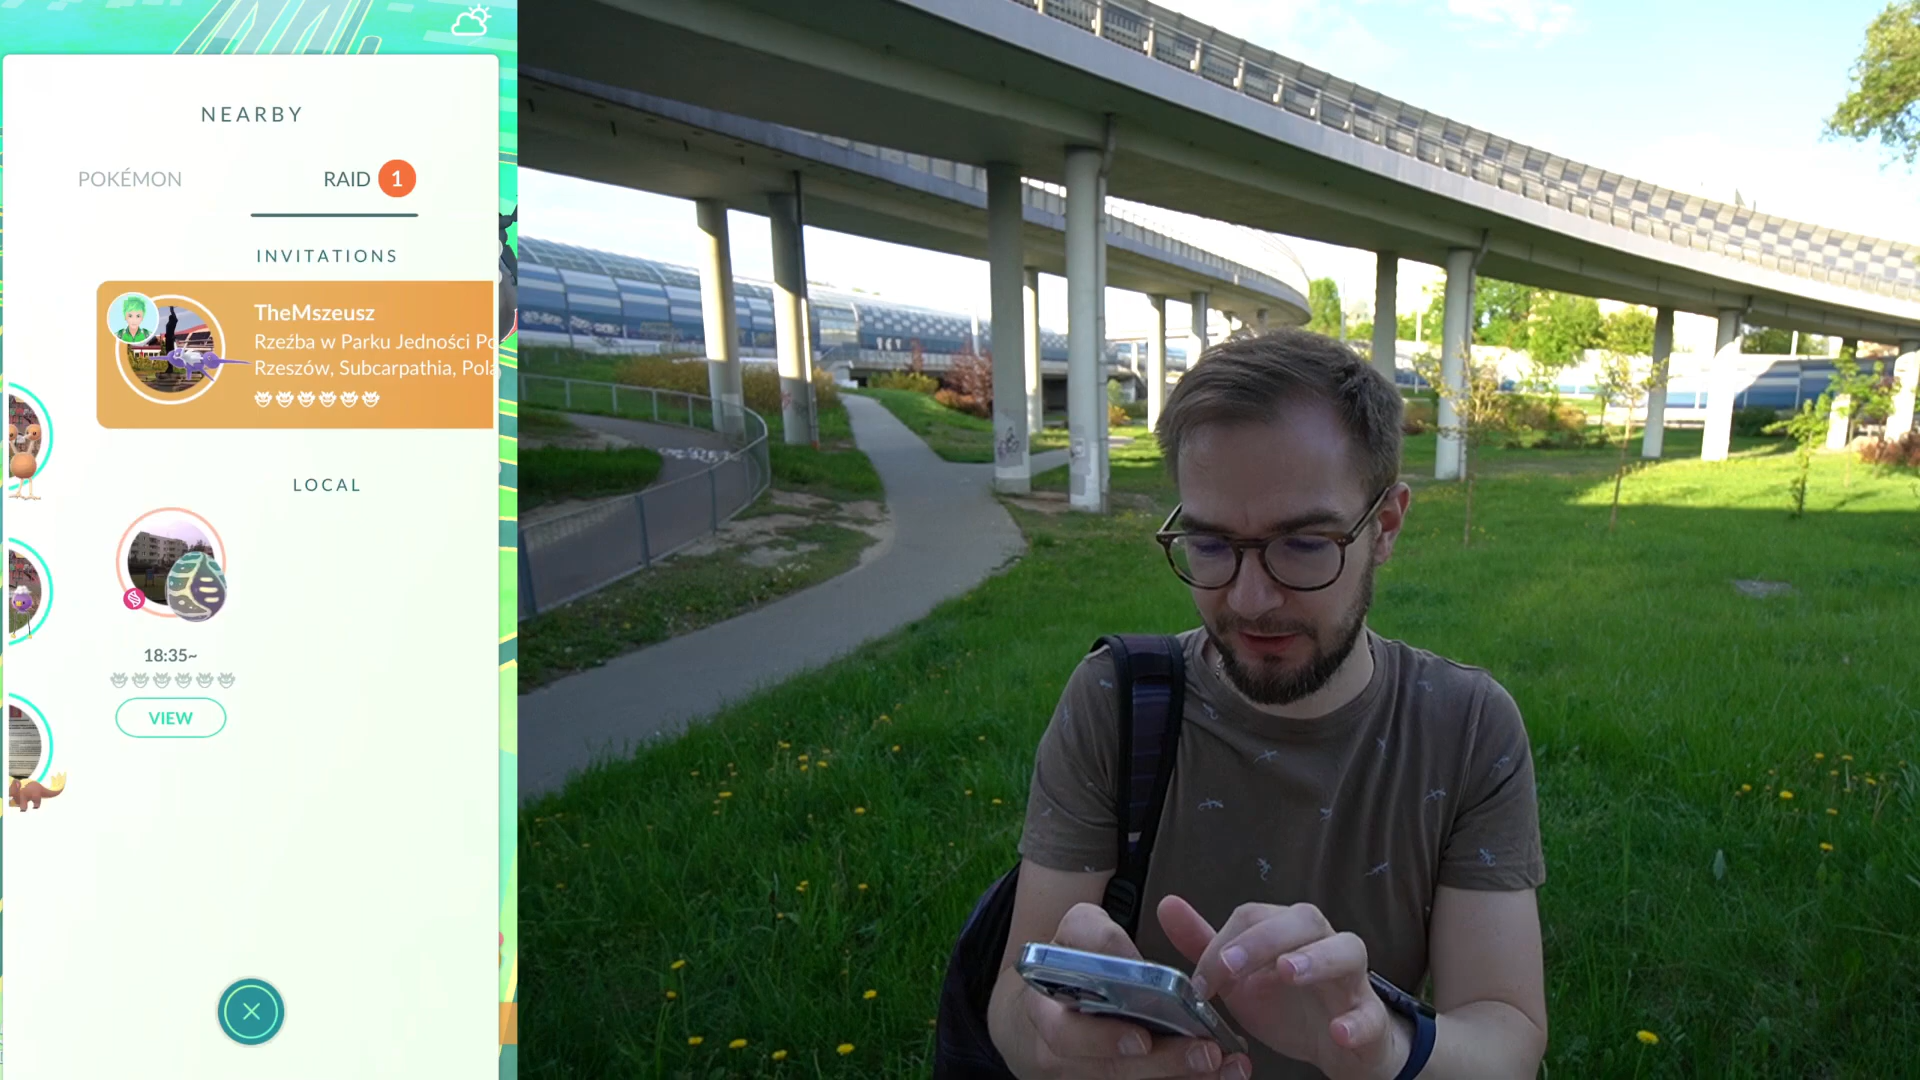 NEARBY
POKÉMON
RAID 1
INVITATIONS
TheMszeusz
Rzeźba w Parku Jedności Po
Rzeszów, Subcarpathia, Pola
LOCAL
18:35~
VIEW